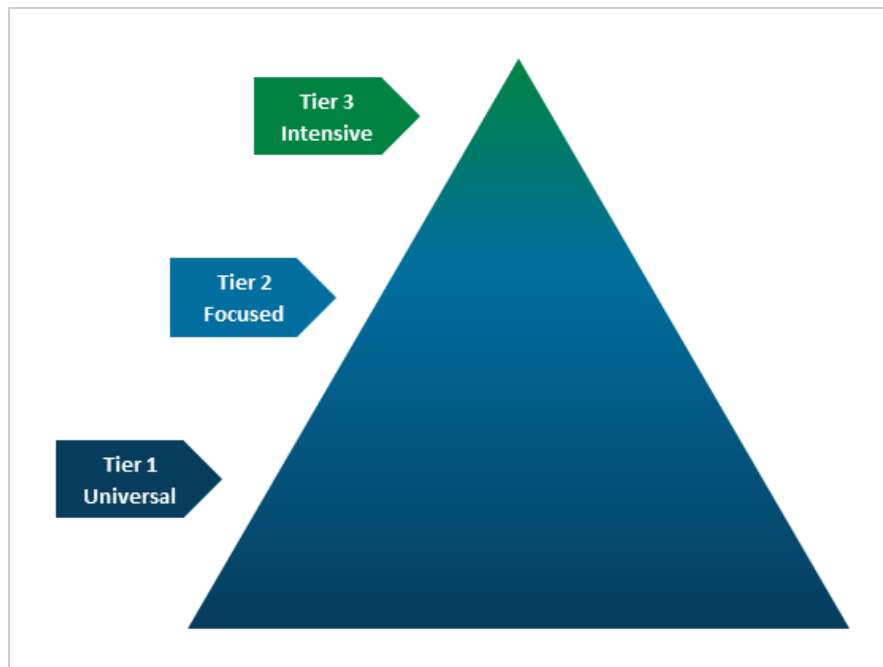 Tier 3
Intensive
Tier 2
Focused
Tier 1
Universal